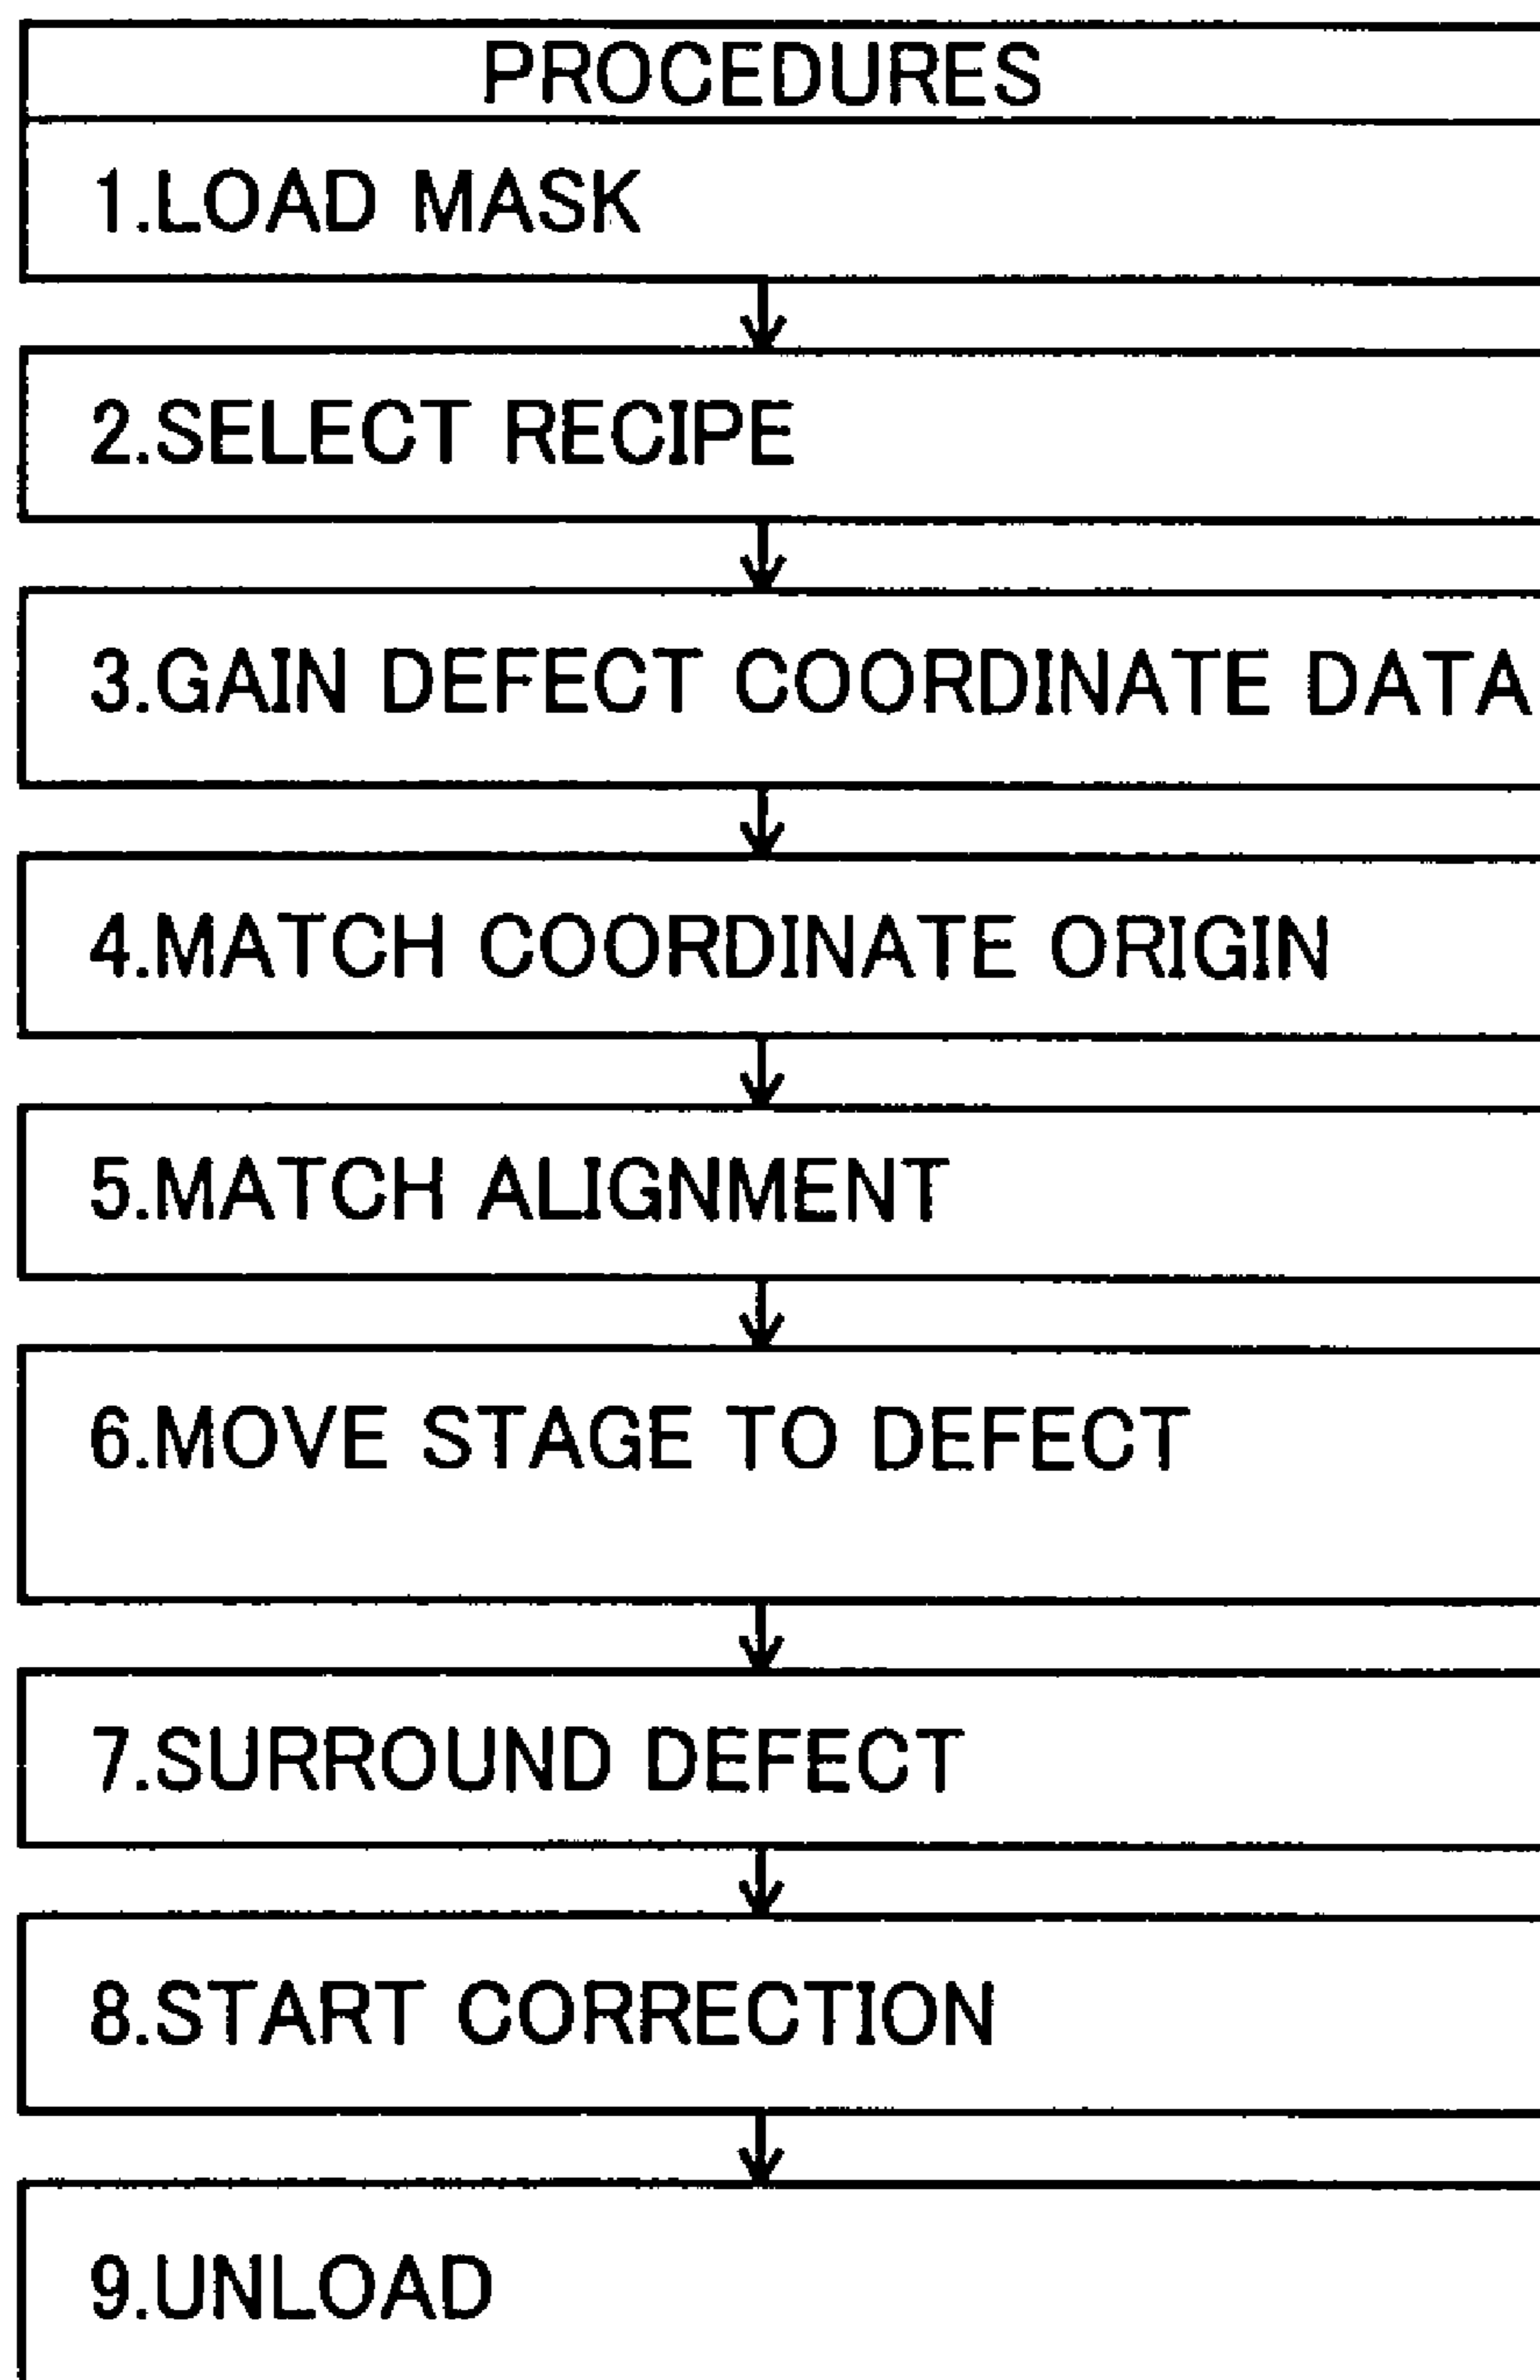 PROCEDURES
1.LOAD MASK
2.SELECT RECIPE
3.GAIN DEFECT COORDINATE DATA
4.MATCH COORDINATE ORIGIN
5.MATCH ALIGNMENT
6.MOVE STAGE TO DEFECT
7.SURROUND DEFECT
8.START CORRECTION
9.UNLOAD